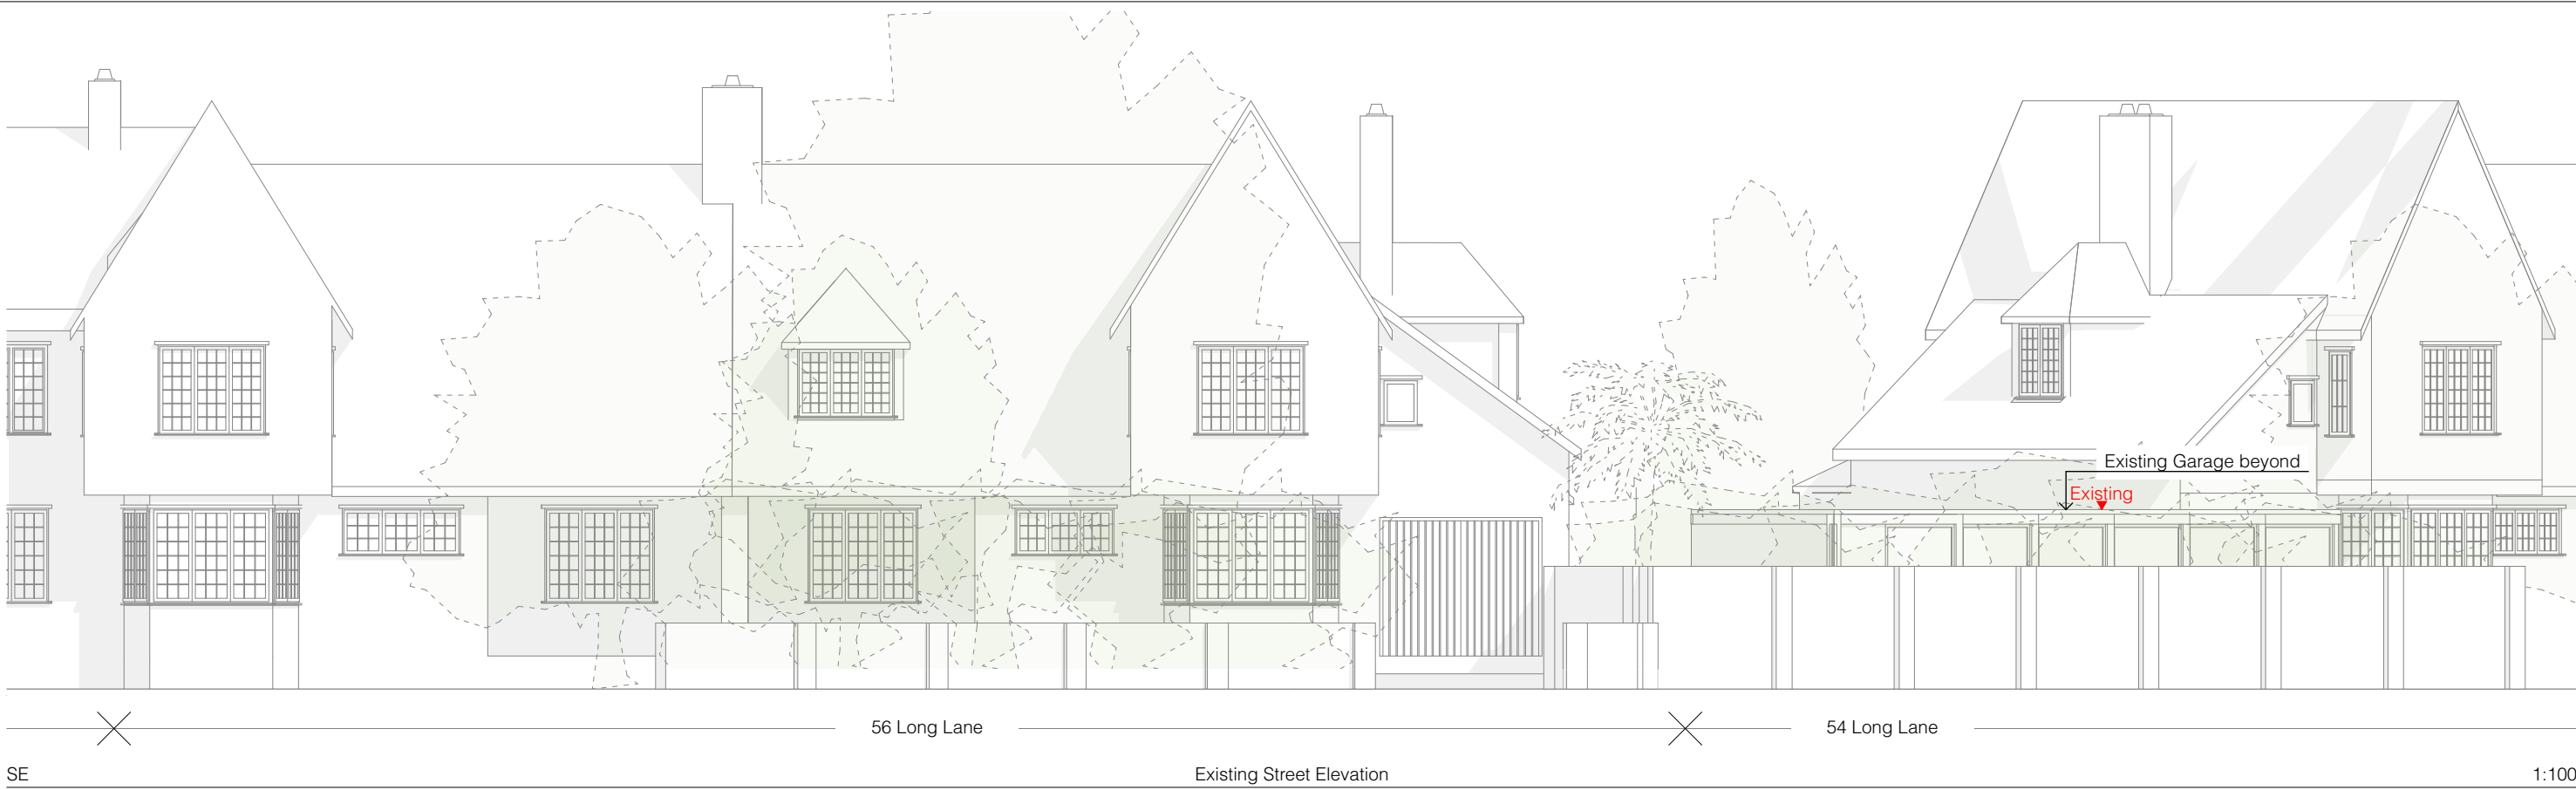 Existing Garage beyond
Existing
56 Long Lane
54 Long Lane
SE
Existing Street Elevation
1:100